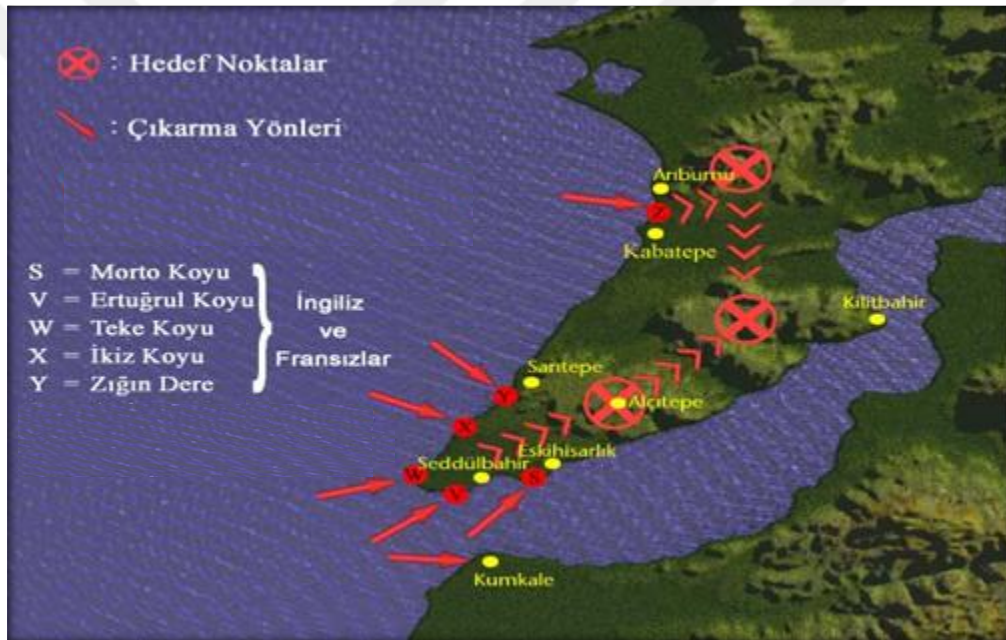 : Hedef Noktalar
: Çıkarma Yönleri
S = Morto Koyu
V = Ertuğrul Koyu
W = Teke Koyu
X = İkiz Koyu
Y = Zığın Dere
İngiliz
ve
Fransızlar
Arıburnu
Z
Kabatepe
Kilitbahir
Sarıtepe
Y
Alçıtepe
X
Eskihisarlık
Seddülbahir
W
S
V
Kumkale